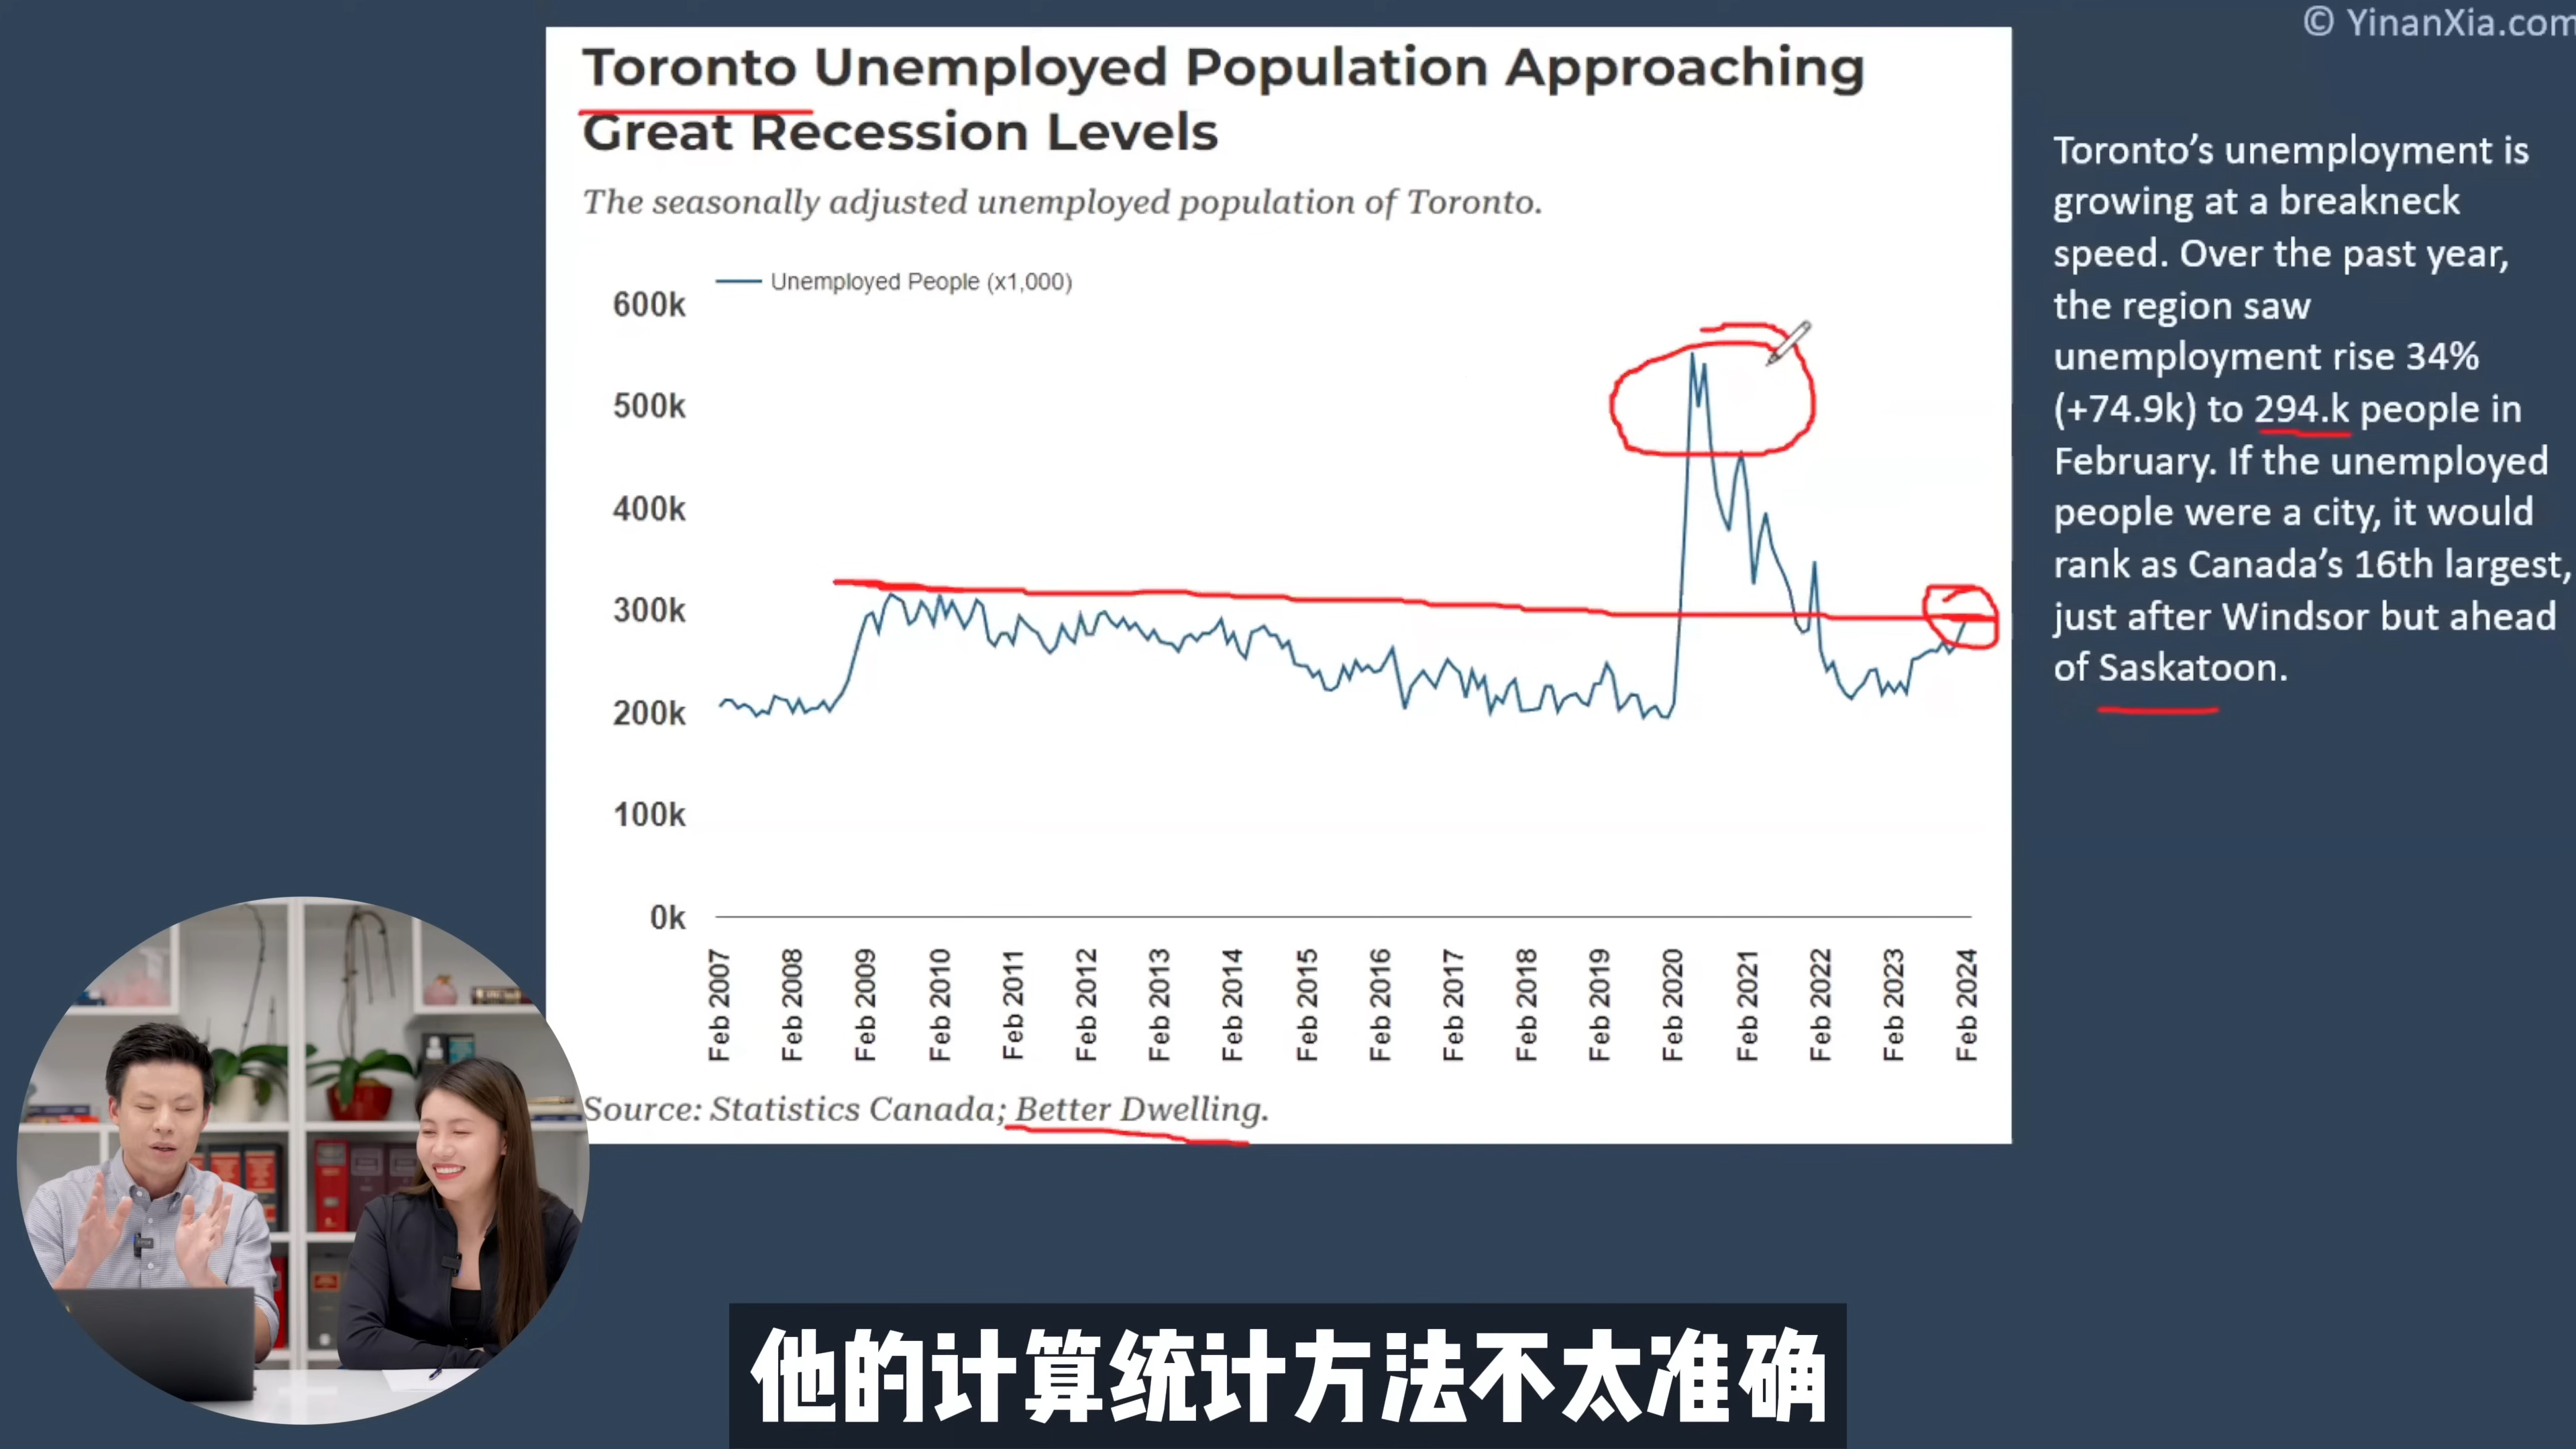 © YinanXia.com
Toronto Unemployed Population Approaching
Great Recession Levels
The seasonally adjusted unemployed population of Toronto.
Unemployed People (x1,000)
600k
500k
400k
300k
200k
100k
0k
Feb 2007
Feb 2008
Feb 2009
Feb 2010
Feb 2011
Feb 2012
Feb 2013
Feb 2014
Feb 2015
Feb 2016
Feb 2017
Feb 2018
Feb 2019
Feb 2020
Feb 2021
Feb 2022
Feb 2023
Feb 2024
Source: Statistics Canada; Better Dwelling.
Toronto’s unemployment is
growing at a breakneck
speed. Over the past year,
the region saw
unemployment rise 34%
(+74.9k) to 294.k people in
February. If the unemployed
people were a city, it would
rank as Canada’s 16th largest,
just after Windsor but ahead
of Saskatoon.
他的计算统计方法不太准确